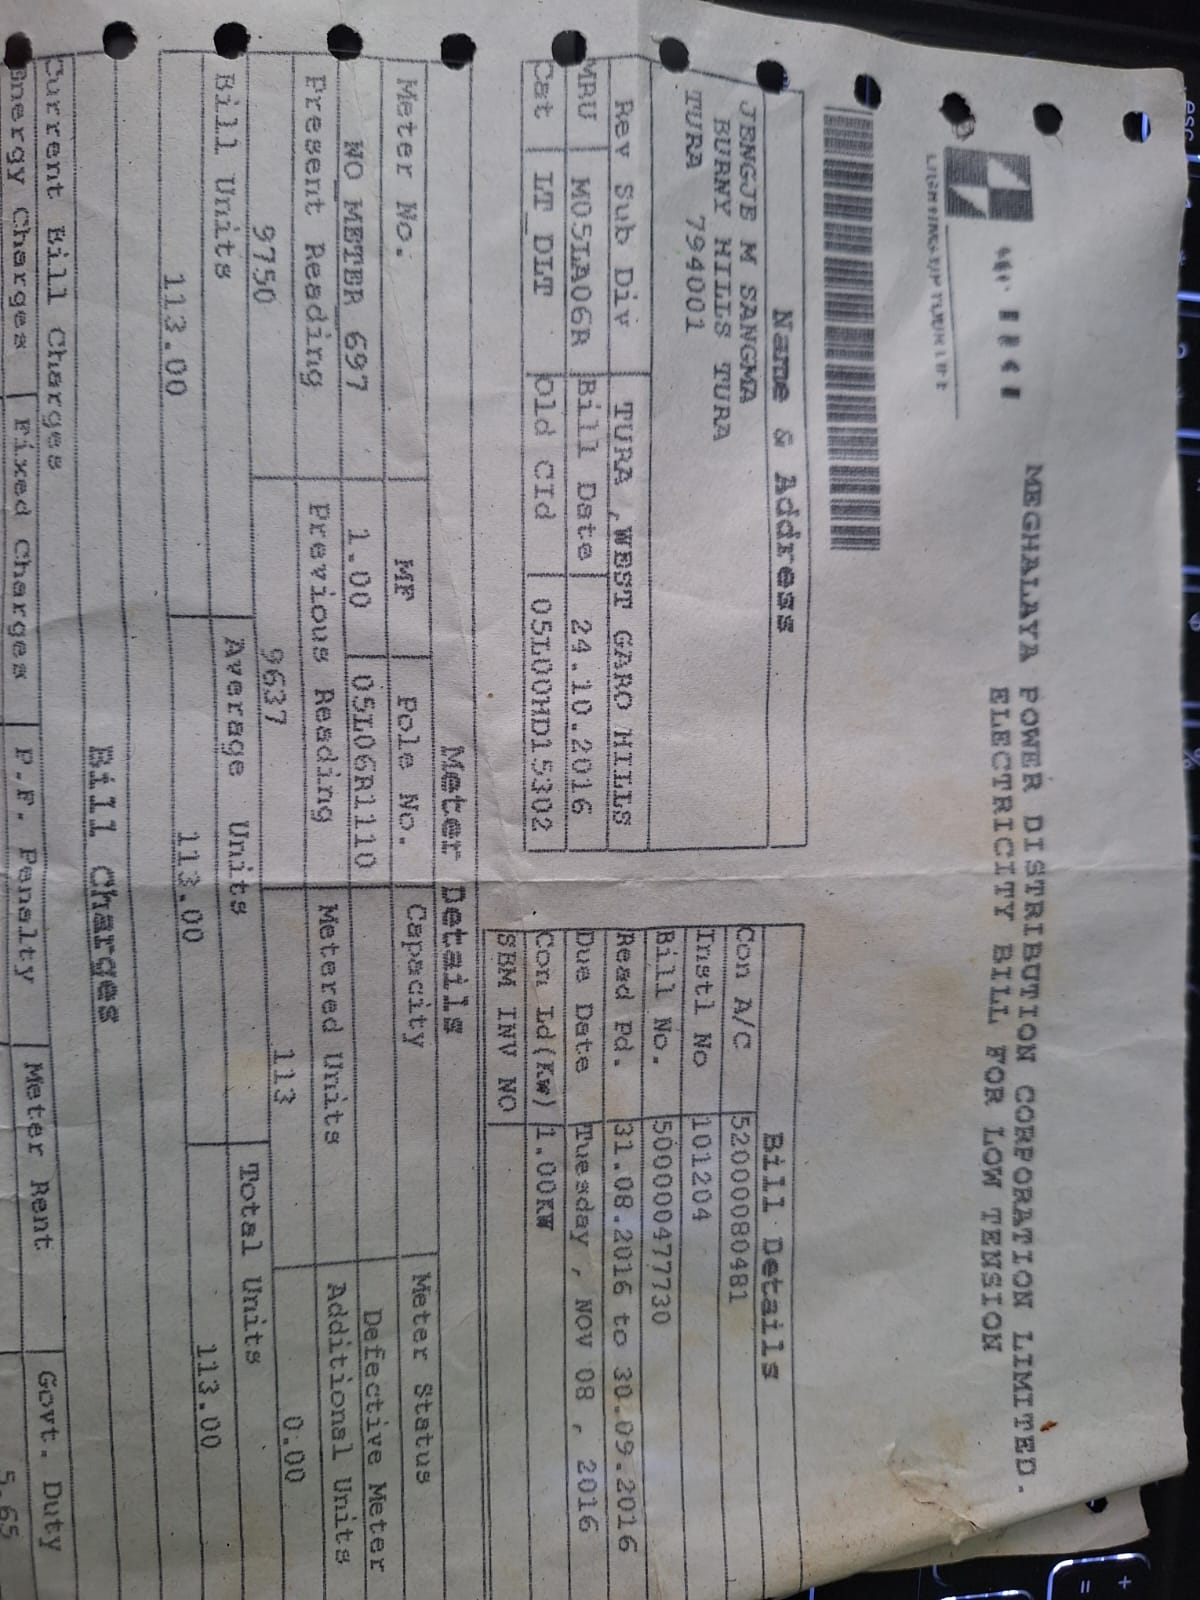 MEGHALAYA POWER DISTRIBUTION CORPORATION LIMITED.
ELECTRICITY BILL FOR LOW TENSION
Name & Address
JENGJE M SANGMA
BURNY HILLS TURA
TURA 794001
Rev Sub Div TURA ,WEST GARO HILLS
MRU M05LA06R Bill Date 24.10.2016
Cat LT_DLT Old CId 05L00HD15302
Bill Details
Con A/C 5200080481
Instl No 101204
Bill No. 500000477730
Read Pd. 31.08.2016 to 30.09.2016
Due Date Tuesday , NOV 08 , 2016
Con Ld(Kw) 1.00KW
SBM INV NO
Meter Details
Meter No. MF Pole No. Capacity Meter Status
NO METER 697 1.00 05L06R1110 Defective Meter
Present Reading Previous Reading Metered Units Additional Units
9750 9637 113 0.00
Bill Units Average Units Total Units
113.00 113.00 113.00
Bill Charges
Current Bill Charges
Energy Charges Fixed Charges P.F. Penalty Meter Rent Govt. Duty
5.65
esc
+
=